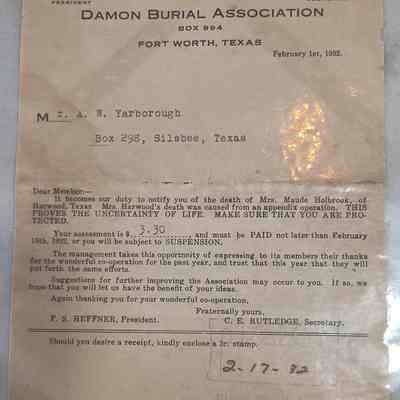 PRESIDENT
DAMON BURIAL ASSOCIATION
BOX 994
FORT WORTH, TEXAS
February 1st, 1932.
Mr. A. W. Yarborough
Box 298, Silsbee, Texas
Dear Member:—
It becomes our duty to notify you of the death of Mrs. Maude Holbrook, of
Harwood, Texas Mrs. Harwood's death was caused from an appendix operation. THIS
PROVES THE UNCERTAINTY OF LIFE. MAKE SURE THAT YOU ARE PRO-
TECTED.
Your assessment is $ 3.30 and must be PAID not later than February
18th, 1932, or you will be subject to SUSPENSION.
The management takes this opportunity of expressing to its members their thanks
for the wonderful co-operation for the past year, and trust that this year that they will
put forth the same efforts.
Suggestions for further improving the Association may occur to you. If so, we
hope that you will let us have the benefit of your ideas.
Again thanking you for your wonderful co-operation,
Fraternally yours,
F. S. HEFFNER, President. C. E. RUTLEDGE, Secretary.
Should you desire a receipt, kindly enclose a 2c. stamp.
2-17-32